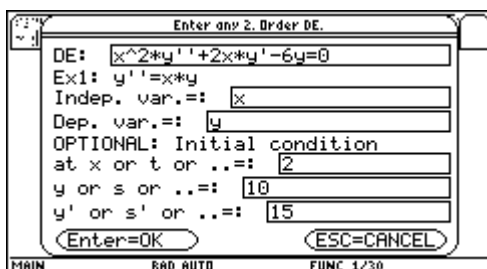 Enter any 2. Order DE.
DE: x^2*y''+2x*y'-6y=0
Ex1: y''=x*y
Indep. var.=: x
Dep. var.=: y
OPTIONAL: Initial condition
at x or t or ..=: 2
y or s or ..=: 10
y' or s' or ..=: 15
Enter=OK ESC=CANCEL
MAIN RAD AUTO FUNC 1/30